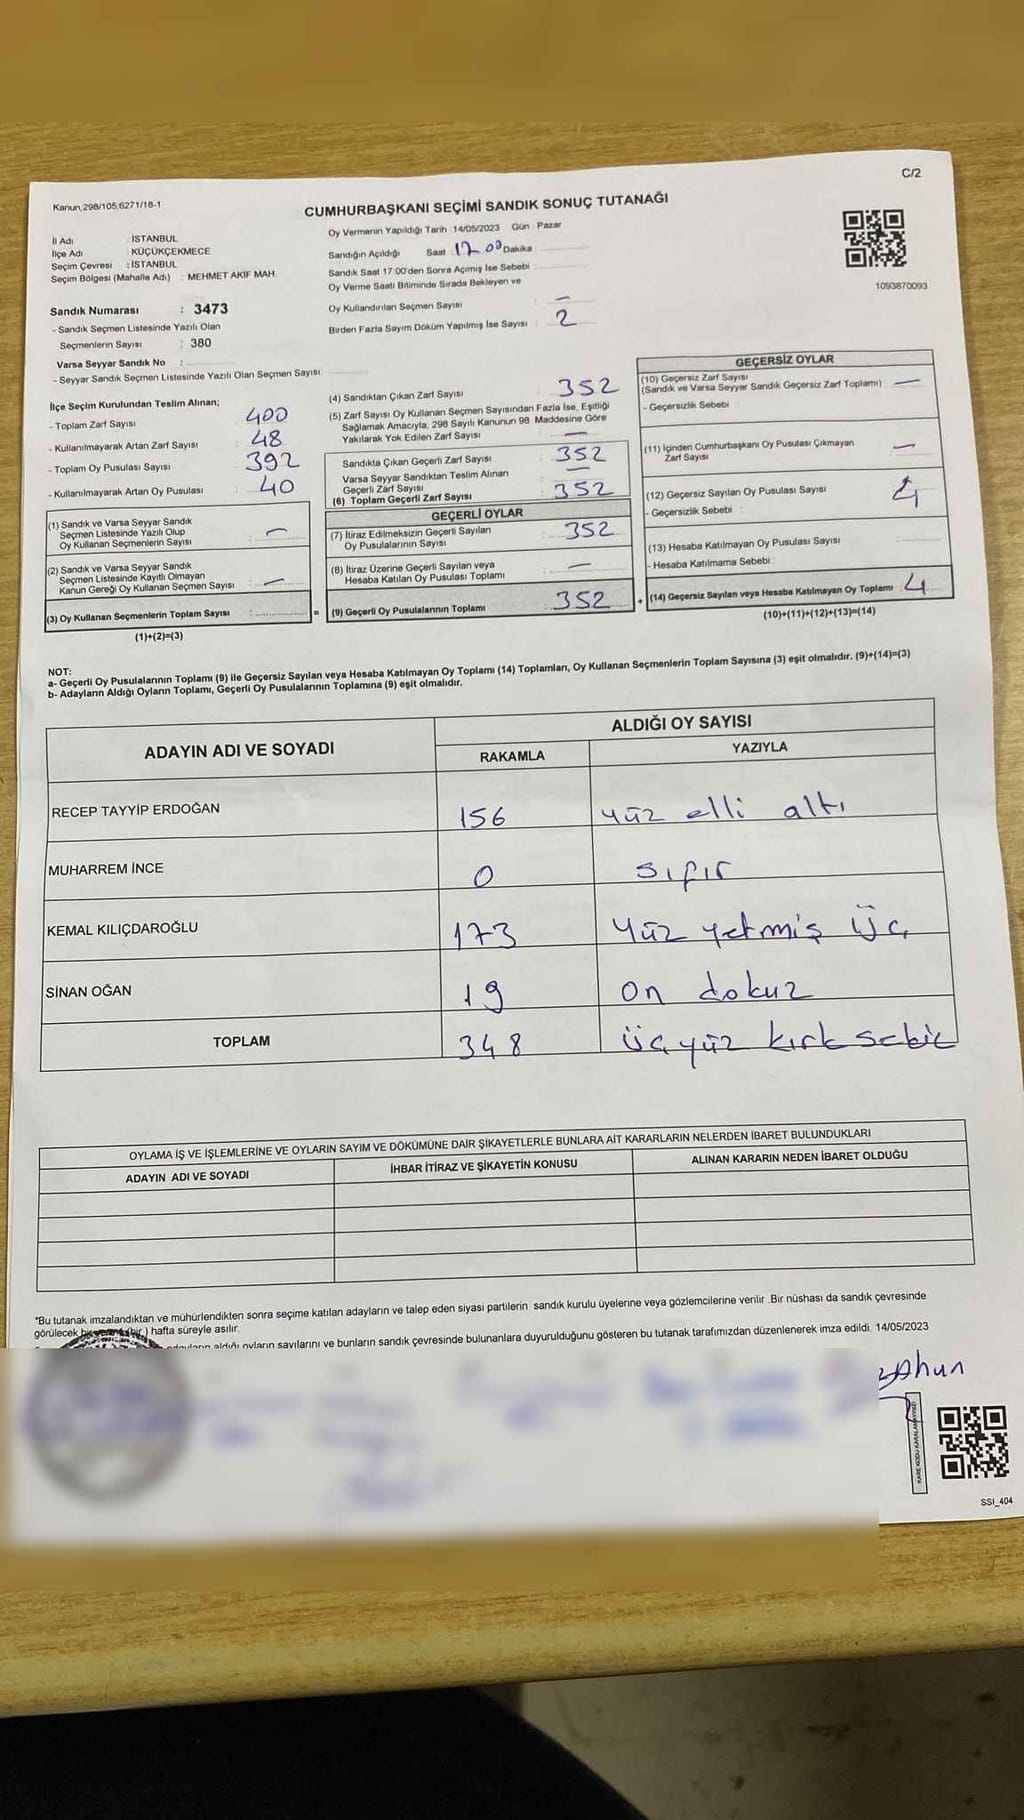 C/2
Kanun,298/105,6271/18-1
CUMHURBAŞKANI SEÇİMİ SANDIK SONUÇ TUTANAĞI
İl Adı İSTANBUL
İlçe Adı : KÜÇÜKÇEKMECE
Seçim Çevresi : İSTANBUL
Seçim Bölgesi (Mahalle Adı) : MEHMET AKİF MAH.
Oy Vermenin Yapıldığı Tarih :14/05/2023 Gün : Pazar
Sandığın Açıldığı Saat 17 00 Dakika :
Sandık Saat 17:00'den Sonra Açımış İse Sebebi :
Oy Verme Saati Bitiminde Sırada Bekleyen ve
Oy Kullandırılan Seçmen Sayısı : —
Birden Fazla Sayım Döküm Yapılmış İse Sayısı : 2
1093870093
Sandık Numarası : 3473
- Sandık Seçmen Listesinde Yazılı Olan
Seçmenlerin Sayısı : 380
Varsa Seyyar Sandık No :
- Seyyar Sandık Seçmen Listesinde Yazılı Olan Seçmen Sayısı:
İlçe Seçim Kurulundan Teslim Alınan;
- Toplam Zarf Sayısı : 400
- Kullanılmayarak Artan Zarf Sayısı : 48
- Toplam Oy Pusulası Sayısı : 392
- Kullanılmayarak Artan Oy Pusulası : 40
(1) Sandık ve Varsa Seyyar Sandık
Seçmen Listesinde Yazılı Olup
Oy Kullanan Seçmenlerin Sayısı : —
(2) Sandık ve Varsa Seyyar Sandık
Seçmen Listesinde Kayıtlı Olmayan
Kanun Gereği Oy Kullanan Seçmen Sayısı : —
(3) Oy Kullanan Seçmenlerin Toplam Sayısı : =
(1)+(2)=(3)
(4) Sandıktan Çıkan Zarf Sayısı : 352
(5) Zarf Sayısı Oy Kullanan Seçmen Sayısından Fazla İse, Eşitliği
Sağlamak Amacıyla, 298 Sayılı Kanunun 98. Maddesine Göre
Yakılarak Yok Edilen Zarf Sayısı : —
Sandıkta Çıkan Geçerli Zarf Sayısı : 352
Varsa Seyyar Sandıktan Teslim Alınan
Geçerli Zarf Sayısı : —
(6) Toplam Geçerli Zarf Sayısı : 352
GEÇERLİ OYLAR
(7) İtiraz Edilmeksizin Geçerli Sayılan
Oy Pusulalarının Sayısı : 352
(8) İtiraz Üzerine Geçerli Sayılan veya
Hesaba Katılan Oy Pusulası Toplamı : —
(9) Geçerli Oy Pusulalarının Toplamı : 352 +
GEÇERSİZ OYLAR
(10) Geçersiz Zarf Sayısı
(Sandık ve Varsa Seyyar Sandık Geçersiz Zarf Toplamı) : —
- Geçersizlik Sebebi :
(11) İçinden Cumhurbaşkanı Oy Pusulası Çıkmayan
Zarf Sayısı : —
(12) Geçersiz Sayılan Oy Pusulası Sayısı : 4
- Geçersizlik Sebebi :
(13) Hesaba Katılmayan Oy Pusulası Sayısı :
- Hesaba Katılmama Sebebi :
(14) Geçersiz Sayılan veya Hesaba Katılmayan Oy Toplamı : 4
(10)+(11)+(12)+(13)=(14)
NOT:
a- Geçerli Oy Pusulalarının Toplamı (9) ile Geçersiz Sayılan veya Hesaba Katılmayan Oy Toplamı (14) Toplamları, Oy Kullanan Seçmenlerin Toplam Sayısına (3) eşit olmalıdır. (9)+(14)=(3)
b- Adayların Aldığı Oyların Toplamı, Geçerli Oy Pusulalarının Toplamına (9) eşit olmalıdır.
ADAYIN ADI VE SOYADI
ALDIĞI OY SAYISI
RAKAMLA YAZIYLA
RECEP TAYYİP ERDOĞAN 156 yüz elli altı
MUHARREM İNCE 0 sıfır
KEMAL KILIÇDAROĞLU 173 yüz yetmiş üç
SİNAN OĞAN 19 on dokuz
TOPLAM 348 üç yüz kırk sekiz
OYLAMA İŞ VE İŞLEMLERİNE VE OYLARIN SAYIM VE DÖKÜMÜNE DAİR ŞİKAYETLERLE BUNLARA AİT KARARLARIN NELERDEN İBARET BULUNDUKLARI
ADAYIN ADI VE SOYADI İHBAR İTİRAZ VE ŞİKAYETİN KONUSU ALINAN KARARIN NEDEN İBARET OLDUĞU
*Bu tutanak imzalandıktan ve mühürlendikten sonra seçime katılan adayların ve talep eden siyasi partilerin sandık kurulu üyelerine veya gözlemcilerine verilir .Bir nüshası da sandık çevresinde
görülecek bir (bir ) hafta süreyle asılır.
aldığı oyların sayılarını ve bunların sandık çevresinde bulunanlara duyurulduğunu gösteren bu tutanak tarafımızdan düzenlenerek imza edildi. 14/05/2023
SSI_404